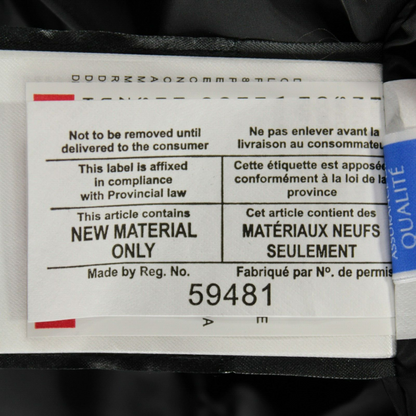 Not to be removed until
delivered to the consumer
Ne pas enlever avant la
livraison au consommateu
This label is affixed
in compliance
with Provincial law
Cette étiquette est apposée
conformément à la loi de la
province
This article contains
NEW MATERIAL
ONLY
Cet article contient des
MATÉRIAUX NEUFS
SEULEMENT
Made by Reg. No.
Fabriqué par Nº. de permis
59481
QUALITÉ